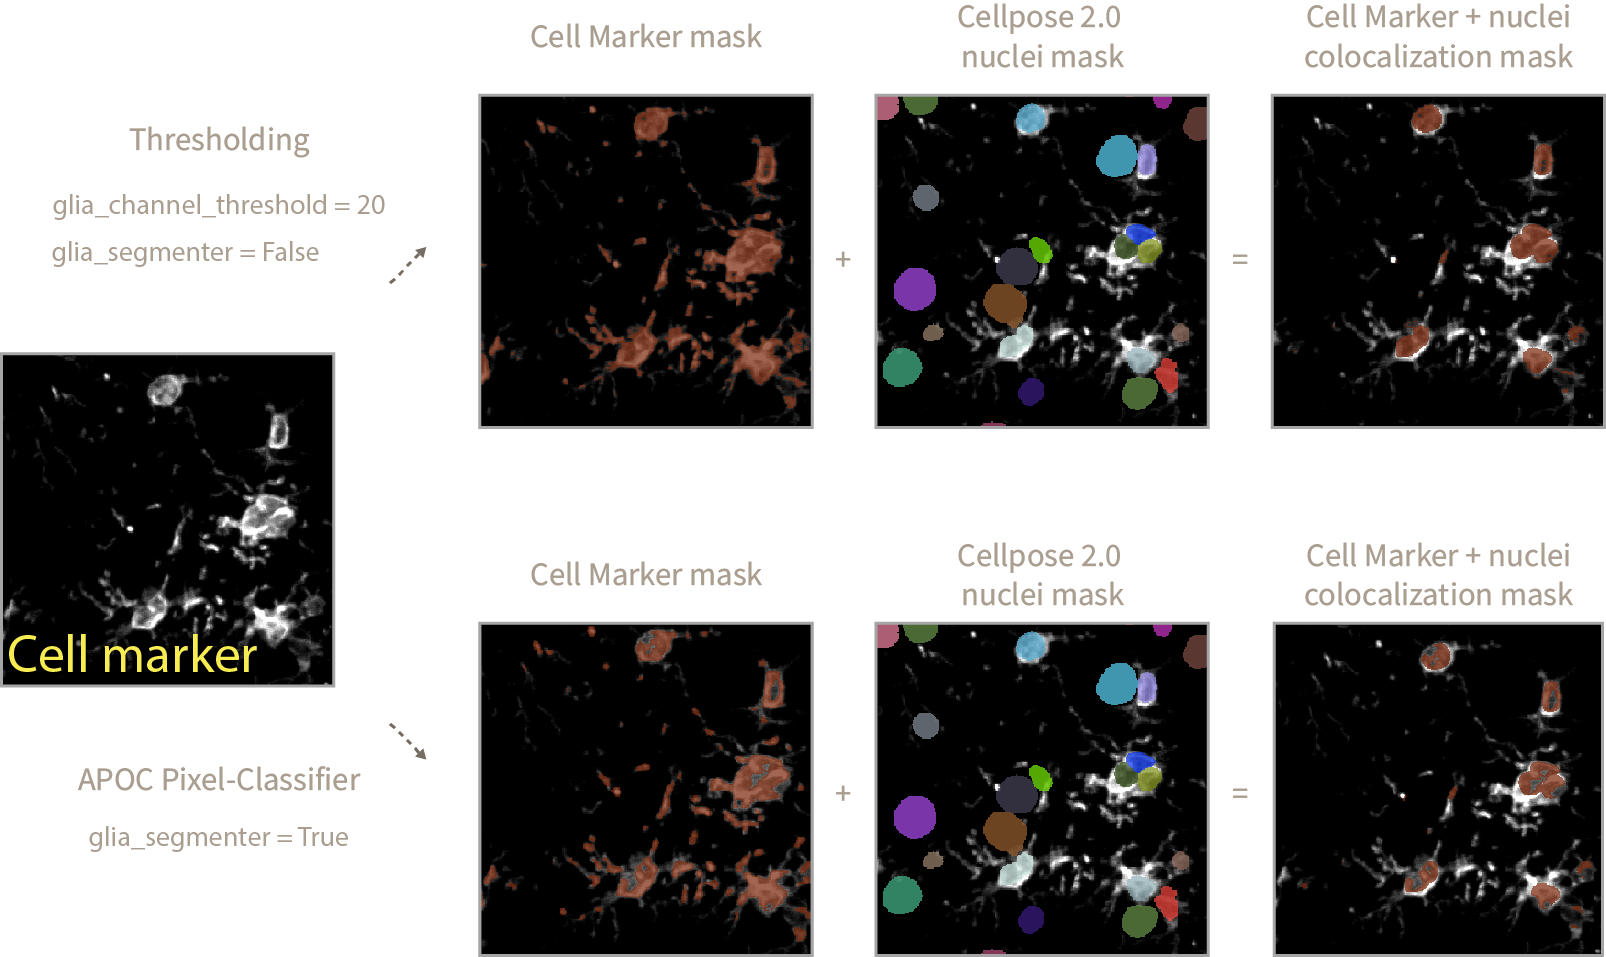 Cell Marker mask
Cellpose 2.0
nuclei mask
Cell Marker + nuclei
colocalization mask
Thresholding
glia_channel_threshold = 20
glia_segmenter = False
+
=
Cell marker
Cell Marker mask
Cellpose 2.0
nuclei mask
Cell Marker + nuclei
colocalization mask
APOC Pixel-Classifier
glia_segmenter = True
+
=